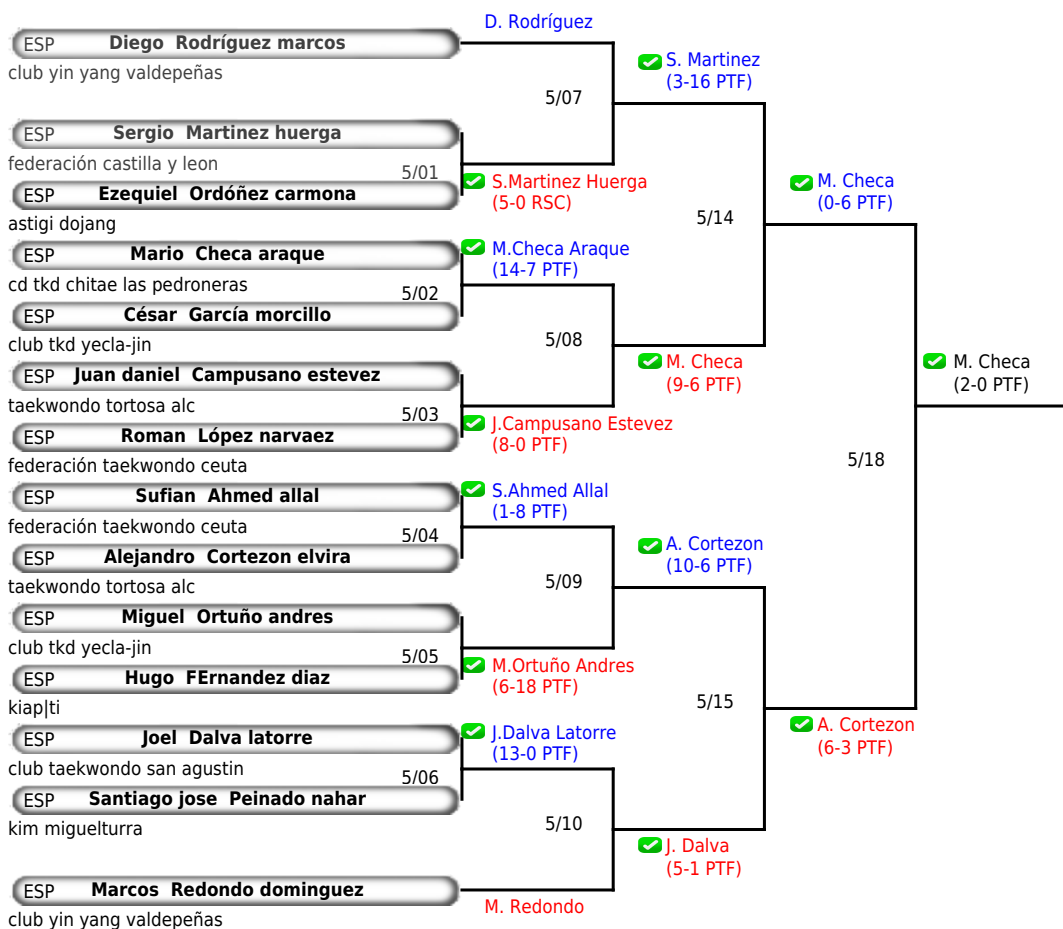 D. Rodríguez
ESP Diego Rodríguez marcos
club yin yang valdepeñas
S. Martinez
(3-16 PTF)
5/07
ESP Sergio Martinez huerga
federación castilla y leon
5/01
S.Martinez Huerga
(5-0 RSC)
ESP Ezequiel Ordóñez carmona
astigi dojang
M. Checa
(0-6 PTF)
5/14
ESP Mario Checa araque
cd tkd chitae las pedroneras
M.Checa Araque
(14-7 PTF)
5/02
ESP César García morcillo
club tkd yecla-jin
5/08
M. Checa
(9-6 PTF)
M. Checa
(2-0 PTF)
ESP Juan daniel Campusano estevez
taekwondo tortosa alc
5/03
J.Campusano Estevez
(8-0 PTF)
ESP Roman López narvaez
federación taekwondo ceuta
5/18
ESP Sufian Ahmed allal
federación taekwondo ceuta
S.Ahmed Allal
(1-8 PTF)
5/04
ESP Alejandro Cortezon elvira
taekwondo tortosa alc
A. Cortezon
(10-6 PTF)
5/09
ESP Miguel Ortuño andres
club tkd yecla-jin
5/05
M.Ortuño Andres
(6-18 PTF)
ESP Hugo FErnandez diaz
kiap|ti
5/15
A. Cortezon
(6-3 PTF)
ESP Joel Dalva latorre
club taekwondo san agustin
J.Dalva Latorre
(13-0 PTF)
5/06
ESP Santiago jose Peinado nahar
kim miguelturra
5/10
J. Dalva
(5-1 PTF)
ESP Marcos Redondo dominguez
club yin yang valdepeñas
M. Redondo